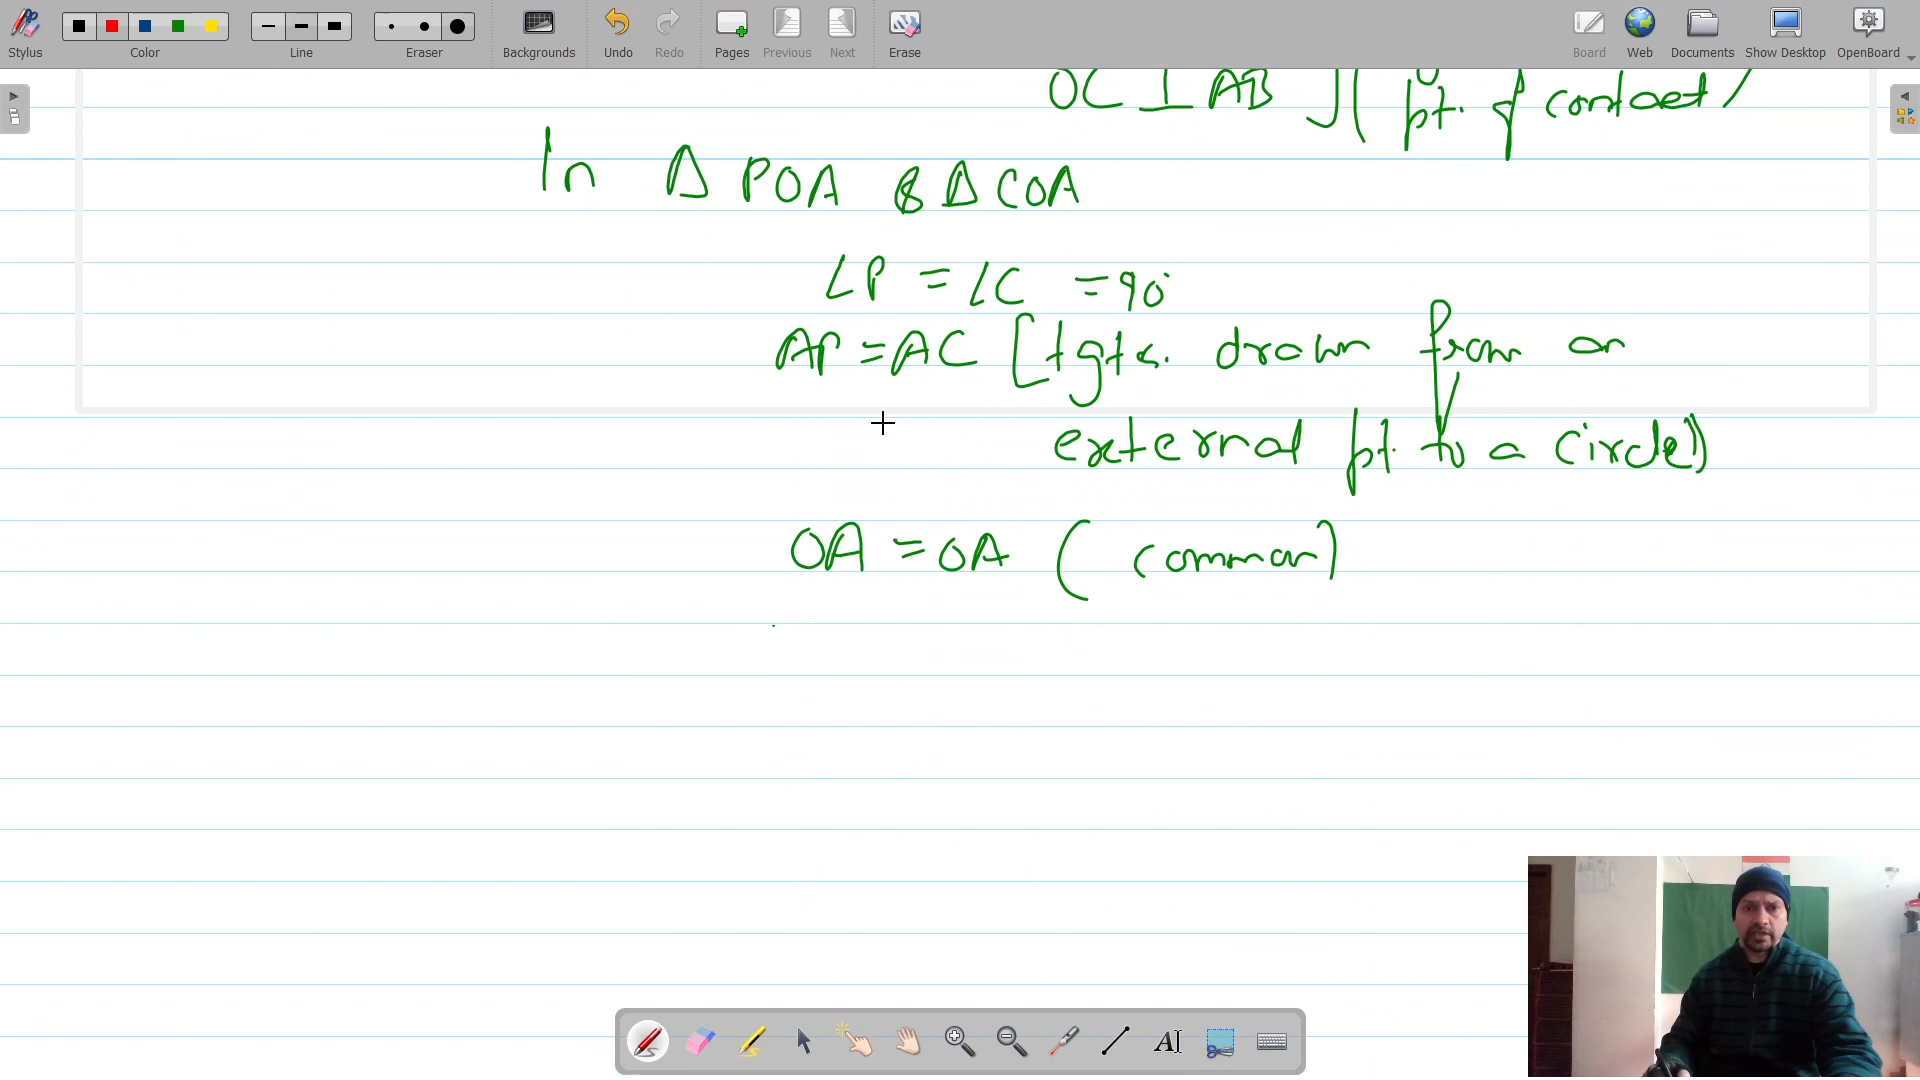 Stylus Color Line Eraser Backgrounds Undo Redo Pages Previous Next Erase Board Web Documents Show Desktop OpenBoard
OC ⊥ AB
pt. of contact)
In Δ POA & Δ COA
∠P = ∠C = 90°
AP = AC [tgts. drawn from an
external pt. to a circle)
OA = OA (common)